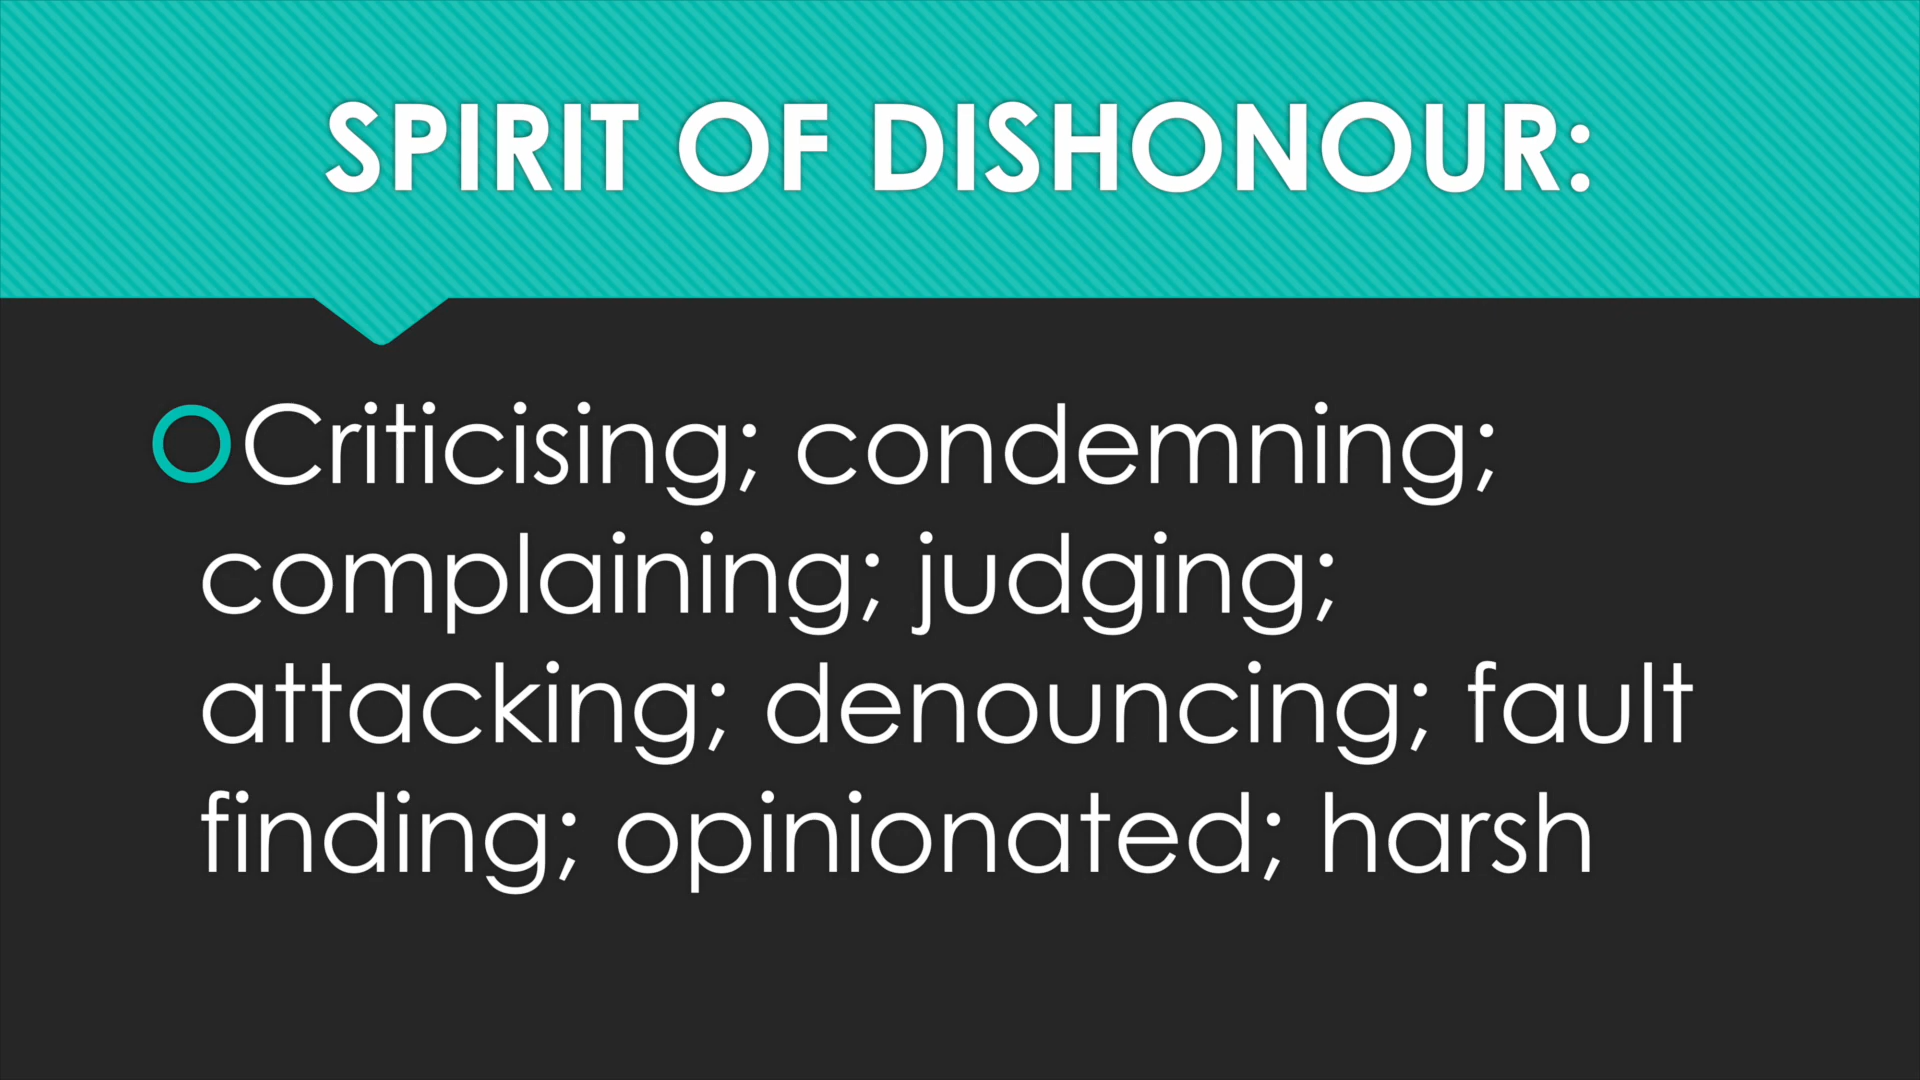 SPIRIT OF DISHONOUR:
Criticising; condemning;
complaining; judging;
attacking; denouncing; fault
finding; opinionated; harsh